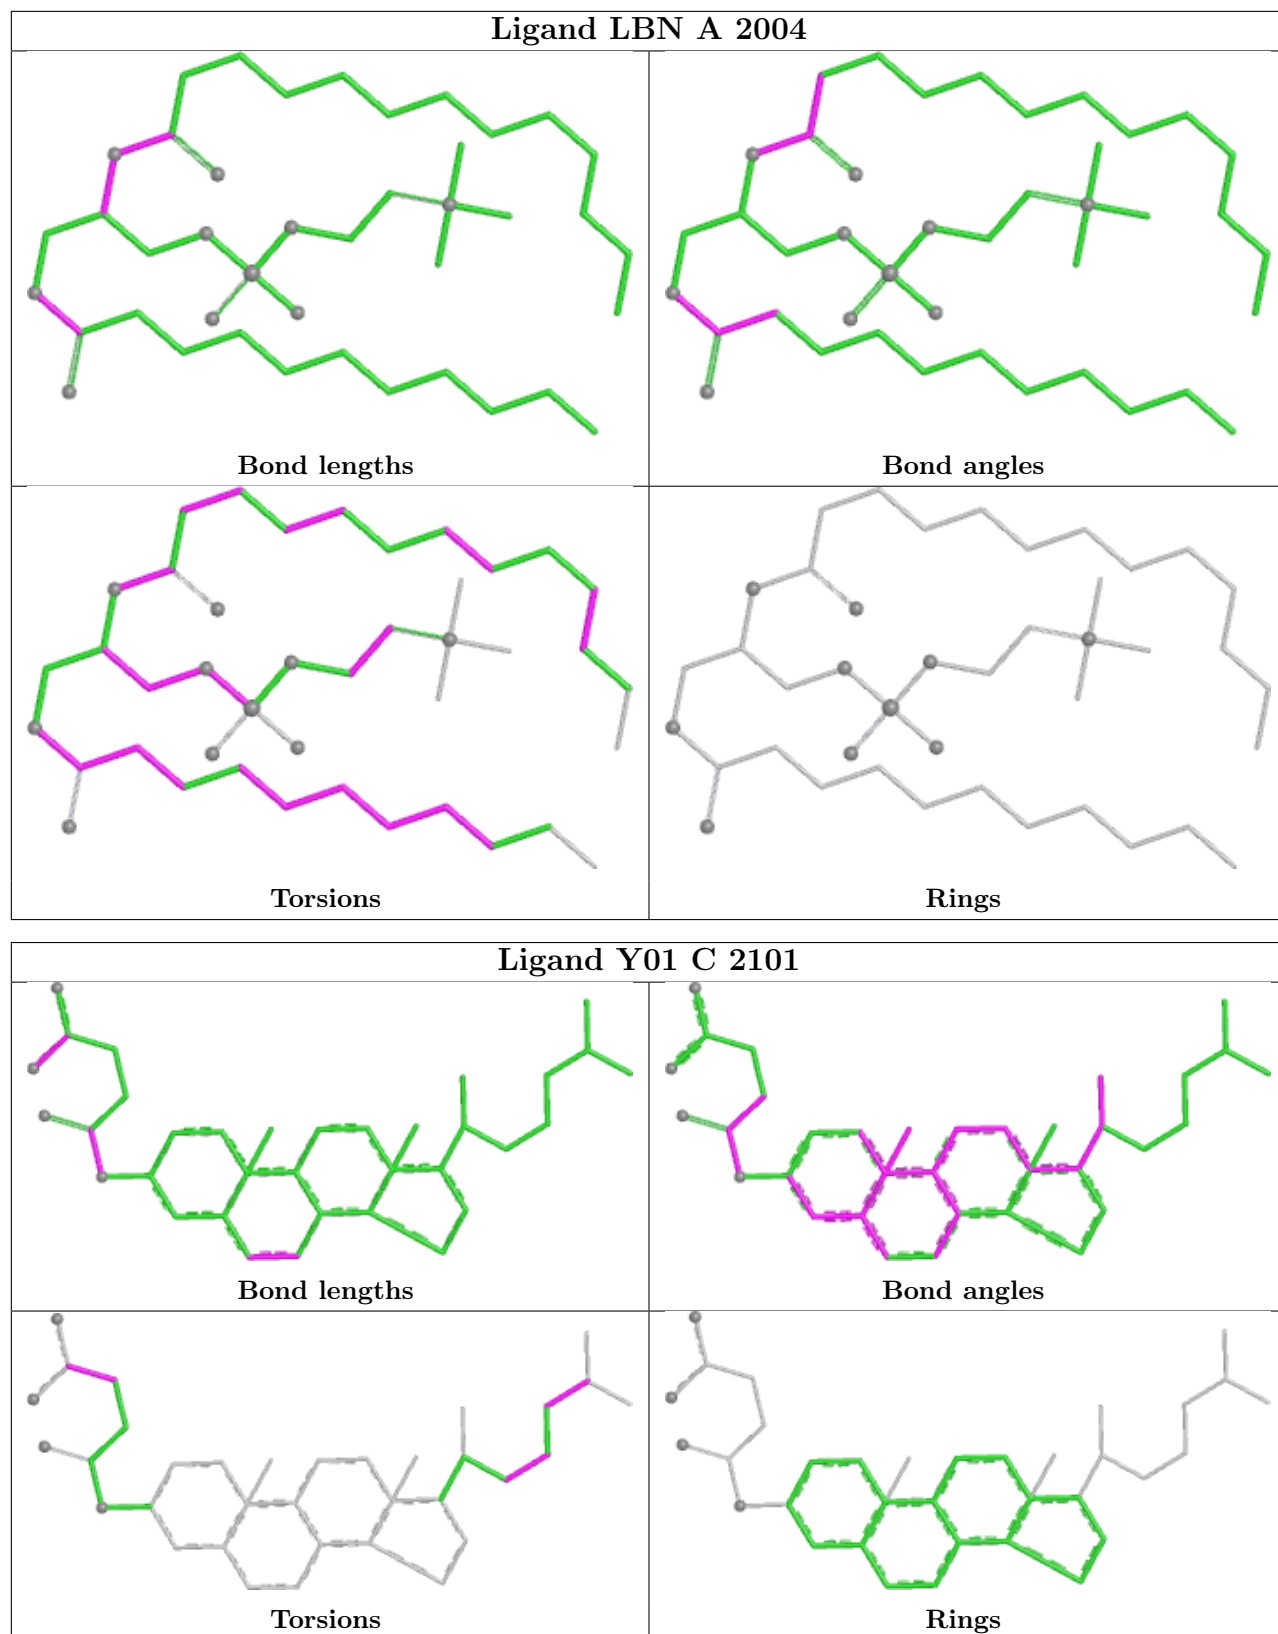 Ligand LBN A 2004
Bond lengths
Bond angles
Torsions
Rings
Ligand Y01 C 2101
Bond lengths
Bond angles
Torsions
Rings